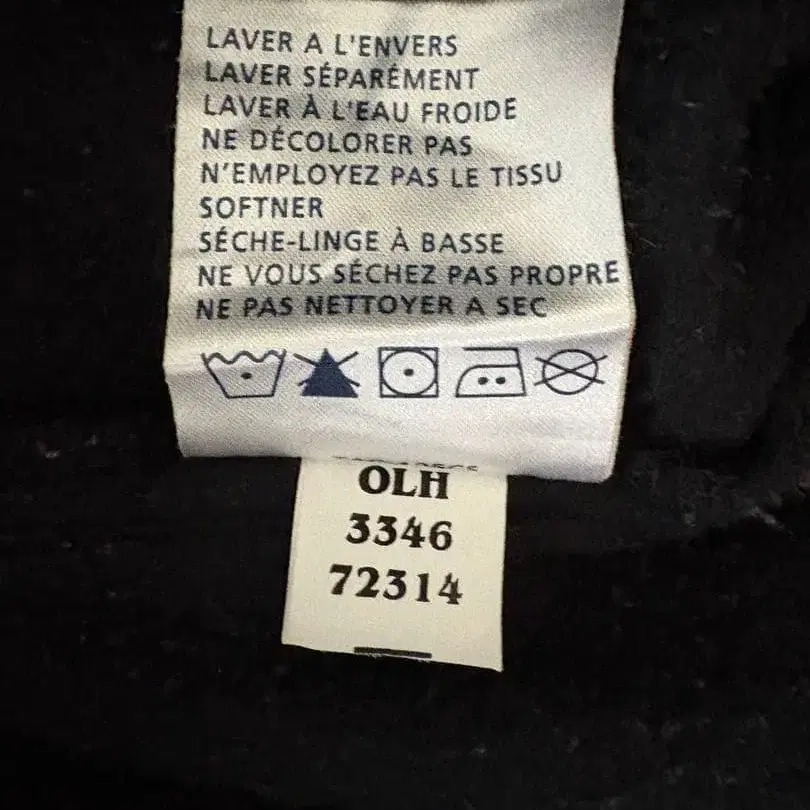 LAVER A L'ENVERS
LAVER SÉPARÉMENT
LAVER À L'EAU FROIDE
NE DÉCOLORER PAS
N'EMPLOYEZ PAS LE TISSU
SOFTNER
SÉCHE-LINGE À BASSE
NE VOUS SÉCHEZ PAS PROPRE
NE PAS NETTOYER A SEC
OLH
3346
72314